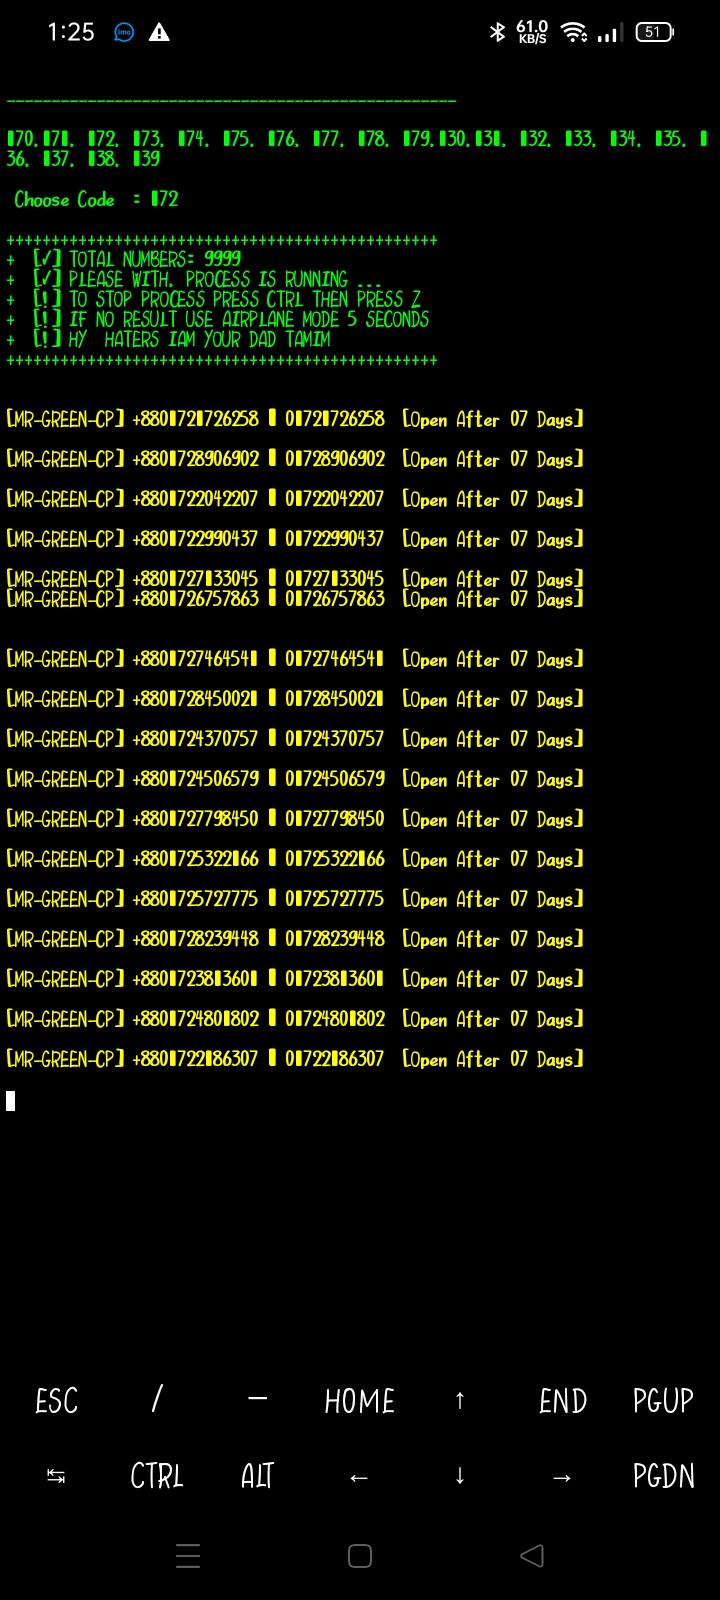 1:25 imo 61.0 KB/S 51
--------------------------------------------------
170, 171, 172, 173, 174, 175, 176, 177, 178, 179, 130, 131, 132, 133, 134, 135, 1
36, 137, 138, 139
Choose Code : 172
++++++++++++++++++++++++++++++++++++++++++++++++
+ [✓] TOTAL NUMBERS: 9999
+ [✓] PLEASE WITH, PROCESS IS RUNNING ...
+ [!] TO STOP PROCESS PRESS CTRL THEN PRESS Z
+ [!] IF NO RESULT USE AIRPLANE MODE 5 SECONDS
+ [!] HY HATERS IAM YOUR DAD TAMIM
++++++++++++++++++++++++++++++++++++++++++++++++
[MR-GREEN-CP] +8801721726258 | 01721726258 [Open After 07 Days]
[MR-GREEN-CP] +8801728906902 | 01728906902 [Open After 07 Days]
[MR-GREEN-CP] +8801722042207 | 01722042207 [Open After 07 Days]
[MR-GREEN-CP] +8801722990437 | 01722990437 [Open After 07 Days]
[MR-GREEN-CP] +8801727133045 | 01727133045 [Open After 07 Days]
[MR-GREEN-CP] +8801726757863 | 01726757863 [Open After 07 Days]
[MR-GREEN-CP] +8801727464541 | 01727464541 [Open After 07 Days]
[MR-GREEN-CP] +8801728450021 | 01728450021 [Open After 07 Days]
[MR-GREEN-CP] +8801724370757 | 01724370757 [Open After 07 Days]
[MR-GREEN-CP] +8801724506579 | 01724506579 [Open After 07 Days]
[MR-GREEN-CP] +8801727798450 | 01727798450 [Open After 07 Days]
[MR-GREEN-CP] +8801725322166 | 01725322166 [Open After 07 Days]
[MR-GREEN-CP] +8801725727775 | 01725727775 [Open After 07 Days]
[MR-GREEN-CP] +8801728239448 | 01728239448 [Open After 07 Days]
[MR-GREEN-CP] +8801723813601 | 01723813601 [Open After 07 Days]
[MR-GREEN-CP] +8801724801802 | 01724801802 [Open After 07 Days]
[MR-GREEN-CP] +8801722186307 | 01722186307 [Open After 07 Days]
ESC / — HOME ↑ END PGUP
↹ CTRL ALT ← ↓ → PGDN